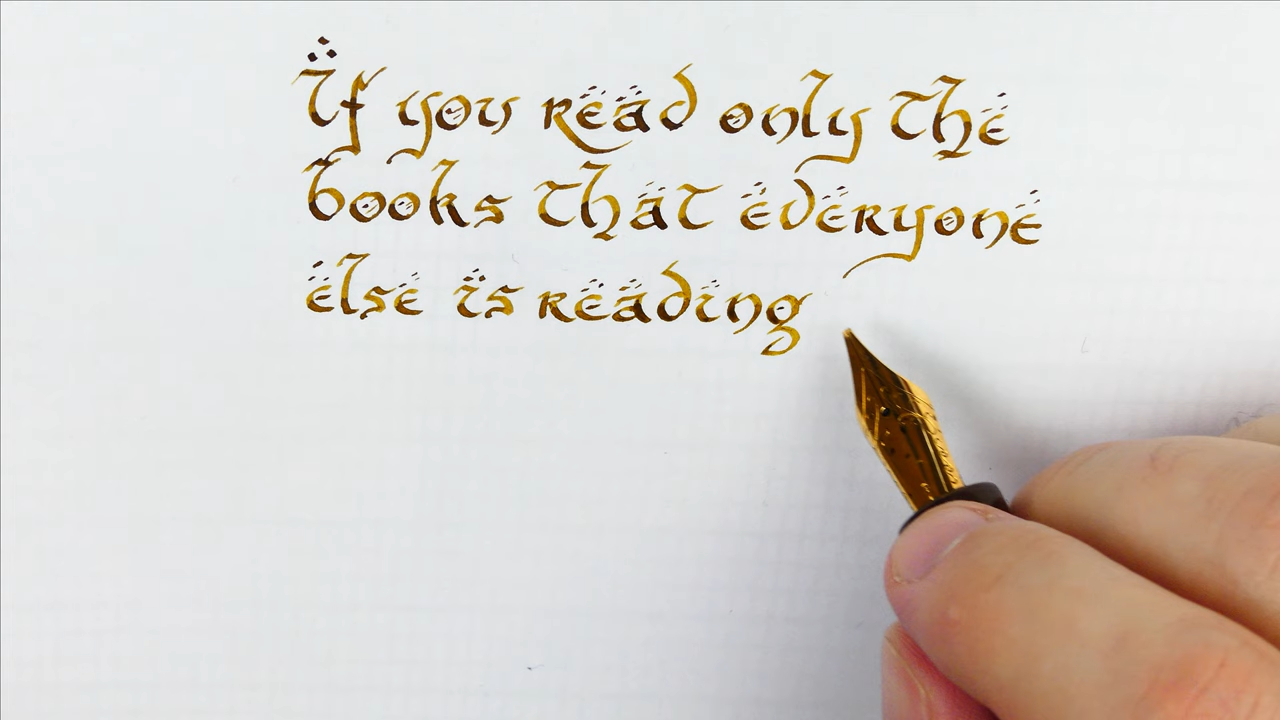 If you read only the
books that everyone
else is reading